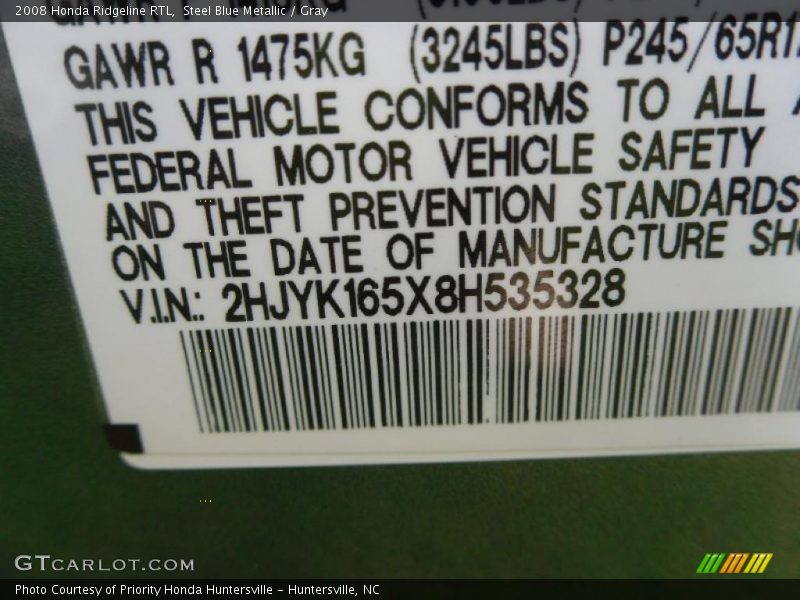 2008 Honda Ridgeline RTL, Steel Blue Metallic / Gray
GAWR R 1475KG (3245LBS) P245/65R1
THIS VEHICLE CONFORMS TO ALL A
FEDERAL MOTOR VEHICLE SAFETY
AND THEFT PREVENTION STANDARDS
ON THE DATE OF MANUFACTURE SHO
V.I.N.: 2HJYK165X8H535328
GTCARLOT.COM
Photo Courtesy of Priority Honda Huntersville - Huntersville, NC